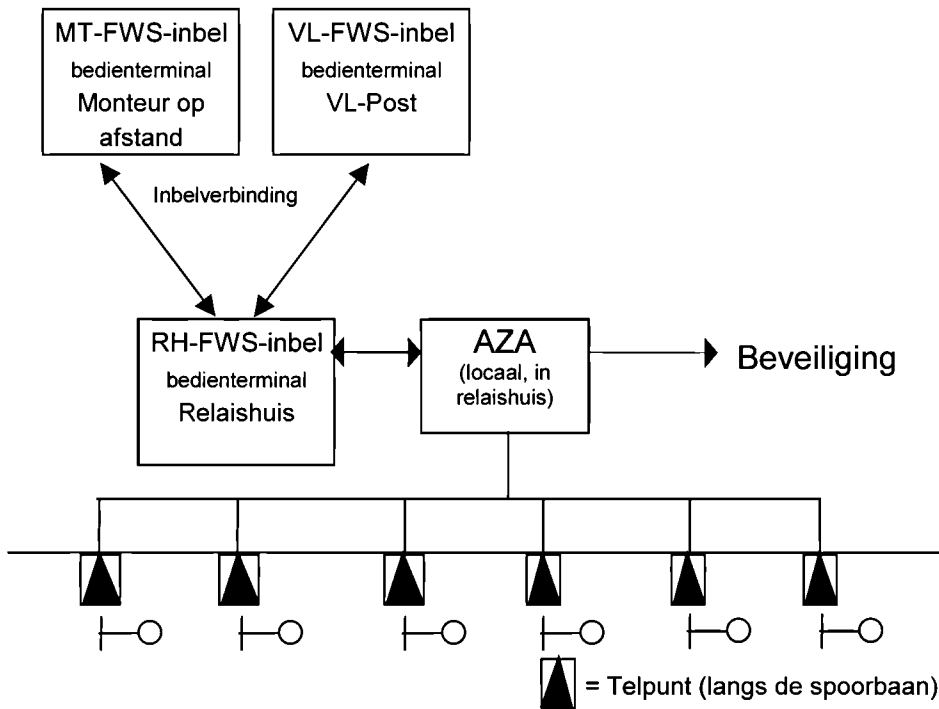 MT-FWS-inbel
bedienterminal
Monteur op
afstand
VL-FWS-inbel
bedienterminal
VL-Post
Inbelverbinding
RH-FWS-inbel
bedienterminal
Relaishuis
AZA
(locaal, in
relaishuis)
Beveiliging
= Telpunt (langs de spoorbaan)